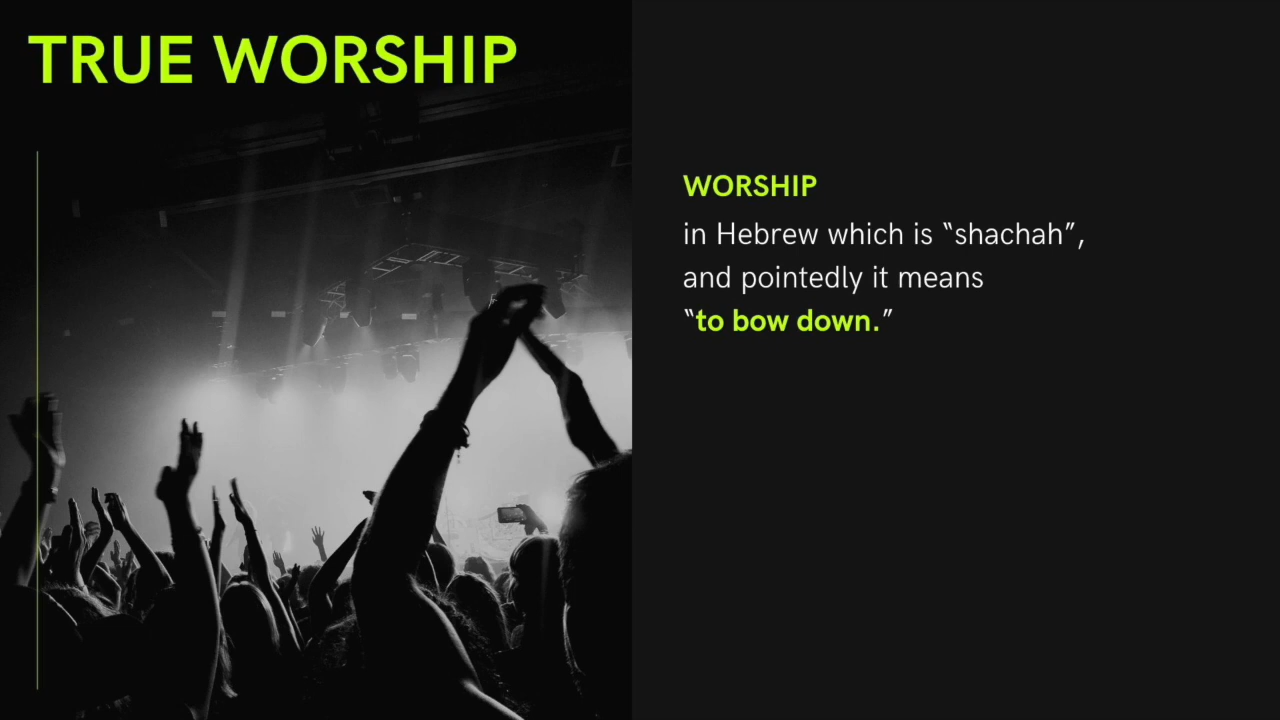 TRUE WORSHIP
WORSHIP
in Hebrew which is “shachah”,
and pointedly it means
“to bow down.”